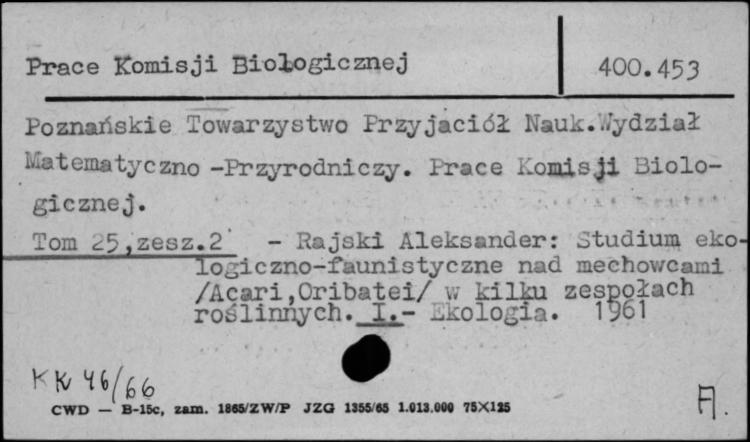 Prace Komisji Biologicznej 400.453
Poznańskie Towarzystwo Przyjaciół Nauk.Wydział
Matematyczno-Przyrodniczy. Prace Komisji Biolo-
gicznej.
Tom 25,zesz.2 - Rajski Aleksander: Studium eko-
logiczno-faunistyczne nad mechowcami
/Acari,Oribatei/ w kilku zespołach
roślinnych. I.- Ekologia. 1961
KK 46/66
A.
CWD — B-15c, zam. 1865/ZW/P JZG 1355/65 1.013.000 75X125